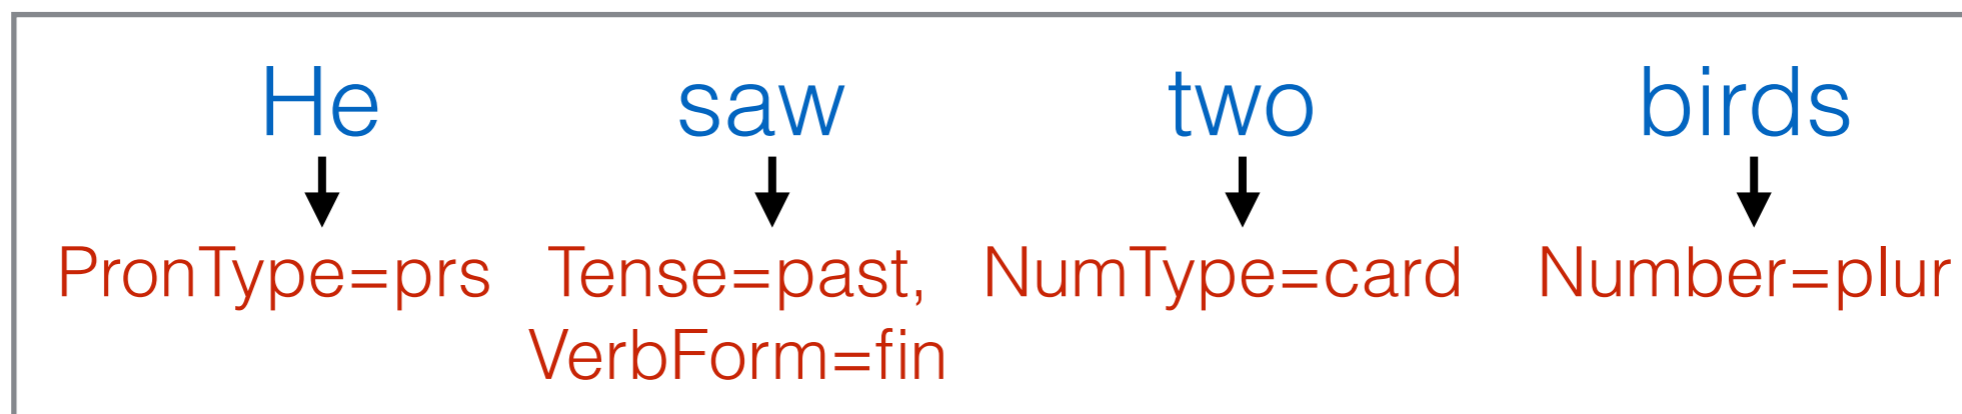 He saw two birds
PronType=prs Tense=past, NumType=card Number=plur
VerbForm=fin